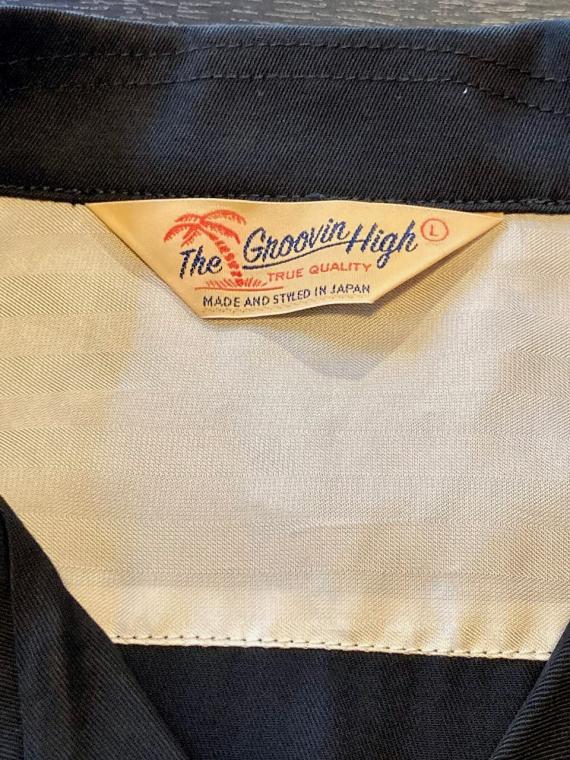 The Groovin High L
TRUE QUALITY
MADE AND STYLED IN JAPAN